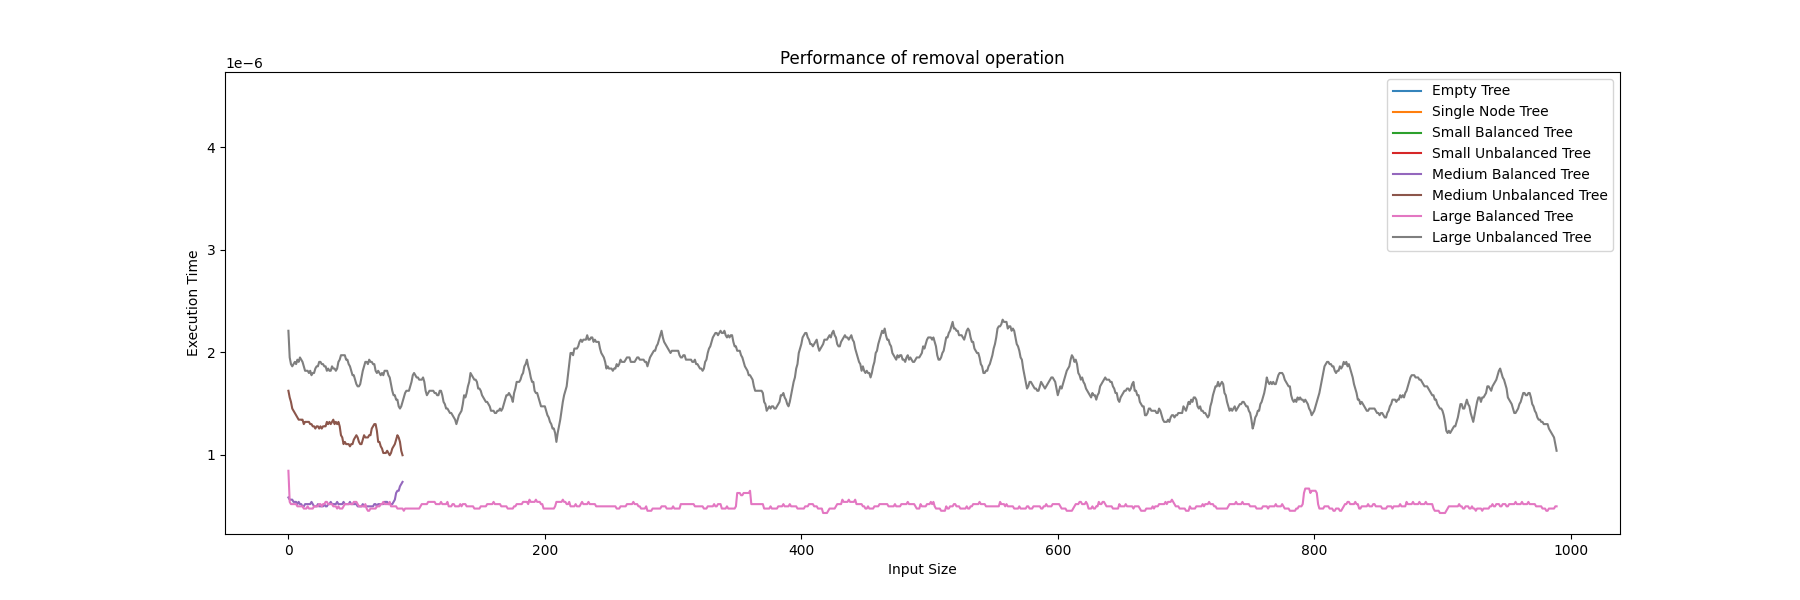 Performance of removal operation
1e−6
Empty Tree
Single Node Tree
Small Balanced Tree
Small Unbalanced Tree
Medium Balanced Tree
Medium Unbalanced Tree
Large Balanced Tree
Large Unbalanced Tree
4
3
2
1
Execution Time
0
200
400
600
800
1000
Input Size